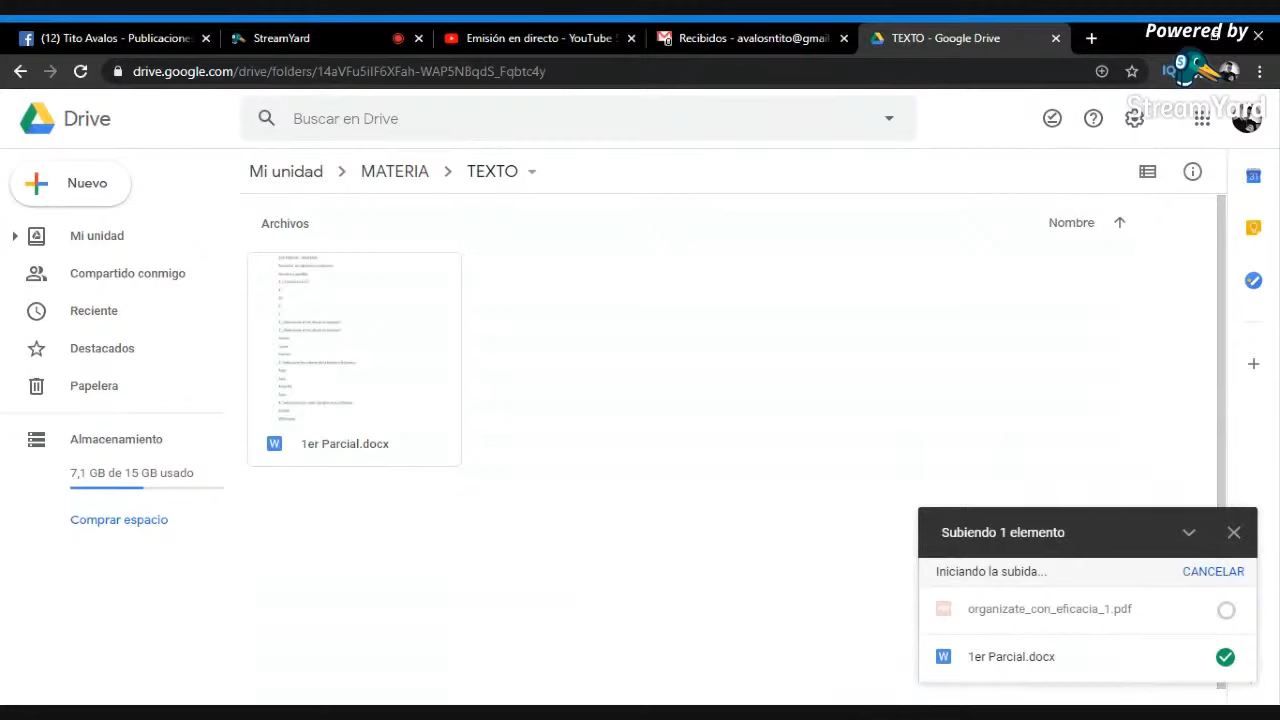 Powered by
StreamYard
(12) Tito Avalos - Publicacione
StreamYard
Emisión en directo - YouTube S
Recibidos - avalosntito@gmai
TEXTO - Google Drive
drive.google.com/drive/folders/14aVFu5iIF6XFah-WAP5NBqdS_Fqbtc4y
Drive
Buscar en Drive
Nuevo
Mi unidad > MATERIA > TEXTO
Mi unidad
Compartido conmigo
Reciente
Destacados
Papelera
Almacenamiento
7,1 GB de 15 GB usado
Comprar espacio
Archivos
Nombre
1er Parcial.docx
Subiendo 1 elemento
Iniciando la subida...
CANCELAR
organizate_con_eficacia_1.pdf
1er Parcial.docx